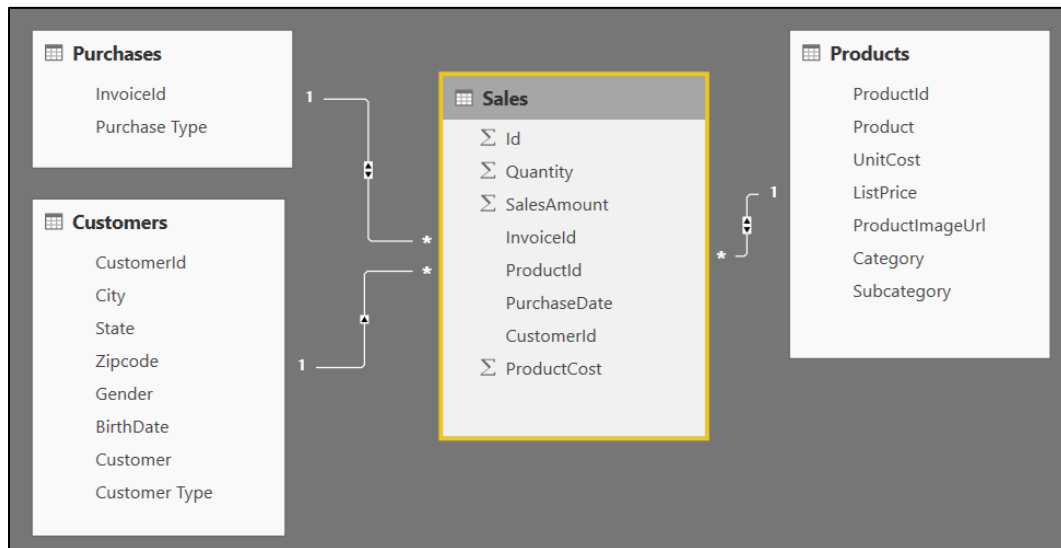 Purchases
InvoiceId
Purchase Type
1
Customers
CustomerId
City
State
Zipcode
Gender
BirthDate
Customer
Customer Type
1
Sales
Σ Id
Σ Quantity
Σ SalesAmount
InvoiceId
ProductId
PurchaseDate
CustomerId
Σ ProductCost
*
*
*
1
Products
ProductId
Product
UnitCost
ListPrice
ProductImageUrl
Category
Subcategory